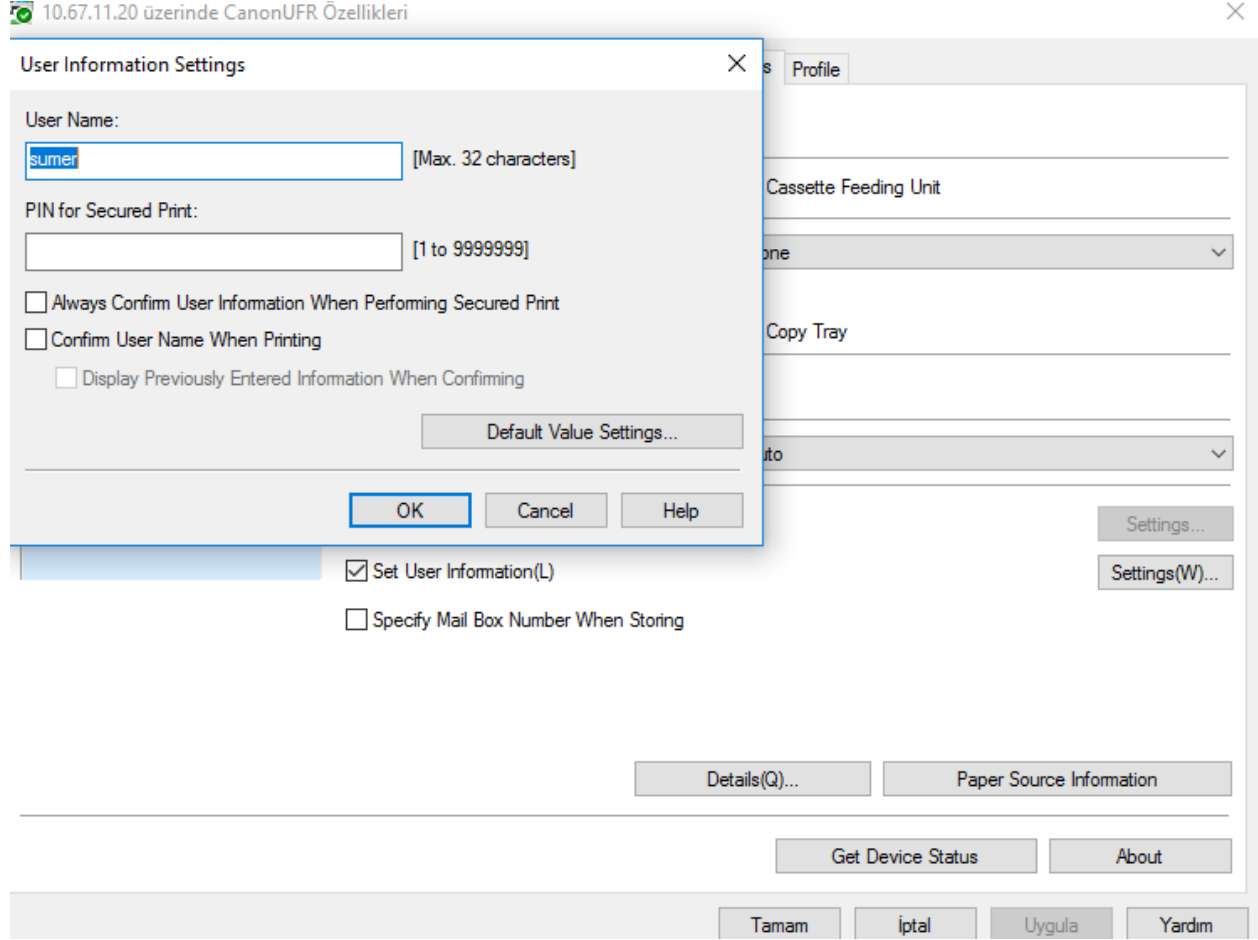 10.67.11.20 üzerinde CanonUFR Özellikleri
User Information Settings
Profile
User Name:
sumer
[Max. 32 characters]
PIN for Secured Print:
[1 to 9999999]
Always Confirm User Information When Performing Secured Print
Confirm User Name When Printing
Display Previously Entered Information When Confirming
Default Value Settings...
OK
Cancel
Help
Cassette Feeding Unit
Copy Tray
Settings...
Set User Information(L)
Settings(W)...
Specify Mail Box Number When Storing
Details(Q)...
Paper Source Information
Get Device Status
About
Tamam
İptal
Uygula
Yardım